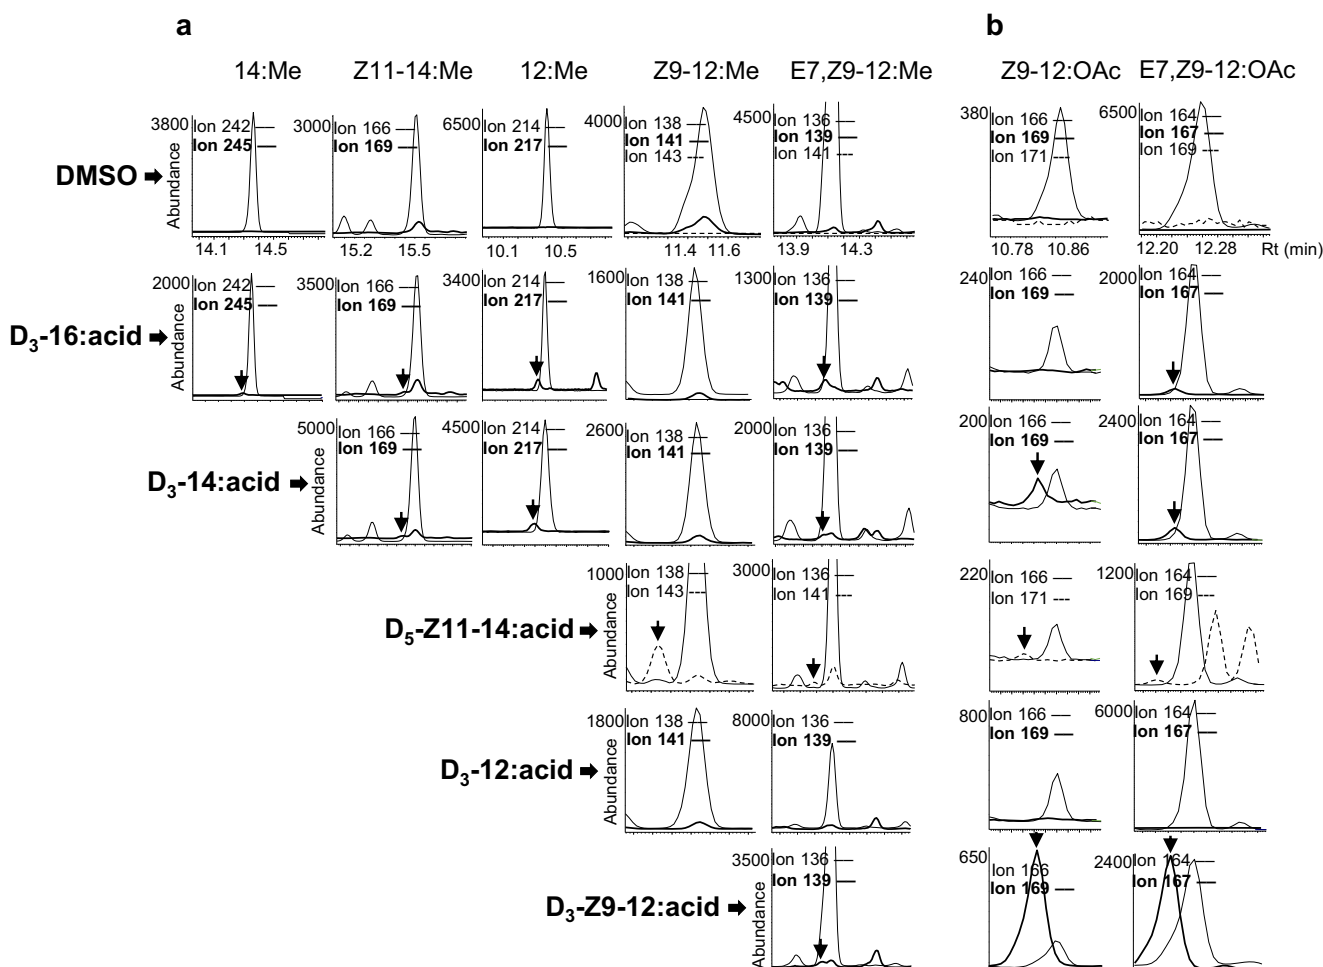 a b
14:Me Z11-14:Me 12:Me Z9-12:Me E7,Z9-12:Me Z9-12:OAc E7,Z9-12:OAc
DMSO
Abundance
3800 Ion 242
Ion 245
3000 Ion 166
Ion 169
6500 Ion 214
Ion 217
4000 Ion 138
Ion 141
Ion 143
4500 Ion 136
Ion 139
Ion 141
380 Ion 166
Ion 169
Ion 171
6500 Ion 164
Ion 167
Ion 169
14.1 14.5 15.2 15.5 10.1 10.5 11.4 11.6 13.9 14.3 10.78 10.86 12.20 12.28 Rt (min)
D3-16:acid
Abundance
2000 Ion 242
Ion 245
3500 Ion 166
Ion 169
3400 Ion 214
Ion 217
1600 Ion 138
Ion 141
1300 Ion 136
Ion 139
240 Ion 166
Ion 169
2000 Ion 164
Ion 167
D3-14:acid
Abundance
5000 Ion 166
Ion 169
4500 Ion 214
Ion 217
2600 Ion 138
Ion 141
2000 Ion 136
Ion 139
200 Ion 166
Ion 169
2400 Ion 164
Ion 167
D5-Z11-14:acid
Abundance
1000 Ion 138
Ion 143
3000 Ion 136
Ion 141
220 Ion 166
Ion 171
1200 Ion 164
Ion 169
D3-12:acid
Abundance
1800 Ion 138
Ion 141
8000 Ion 136
Ion 139
800 Ion 166
Ion 169
6000 Ion 164
Ion 167
D3-Z9-12:acid
Abundance
3500 Ion 136
Ion 139
650 Ion 166
Ion 169
2400 Ion 164
Ion 167